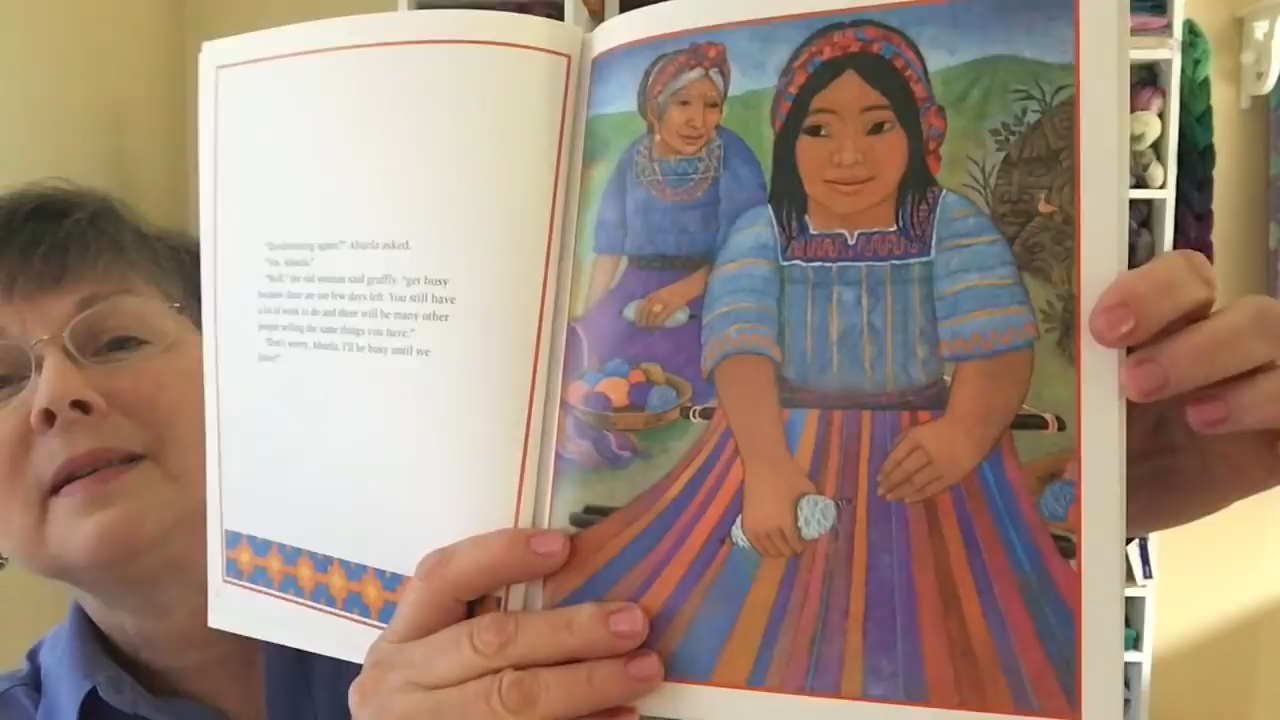 "Daydreaming again?" Abuela asked.
"Yes, Abuela."
"Well," the old woman said gruffly, "get busy
because there are just few days left. You still have
a lot of work to do and there will be many other
people selling the same things you have."
"Don't worry, Abuela, I'll be busy until we
leave!"